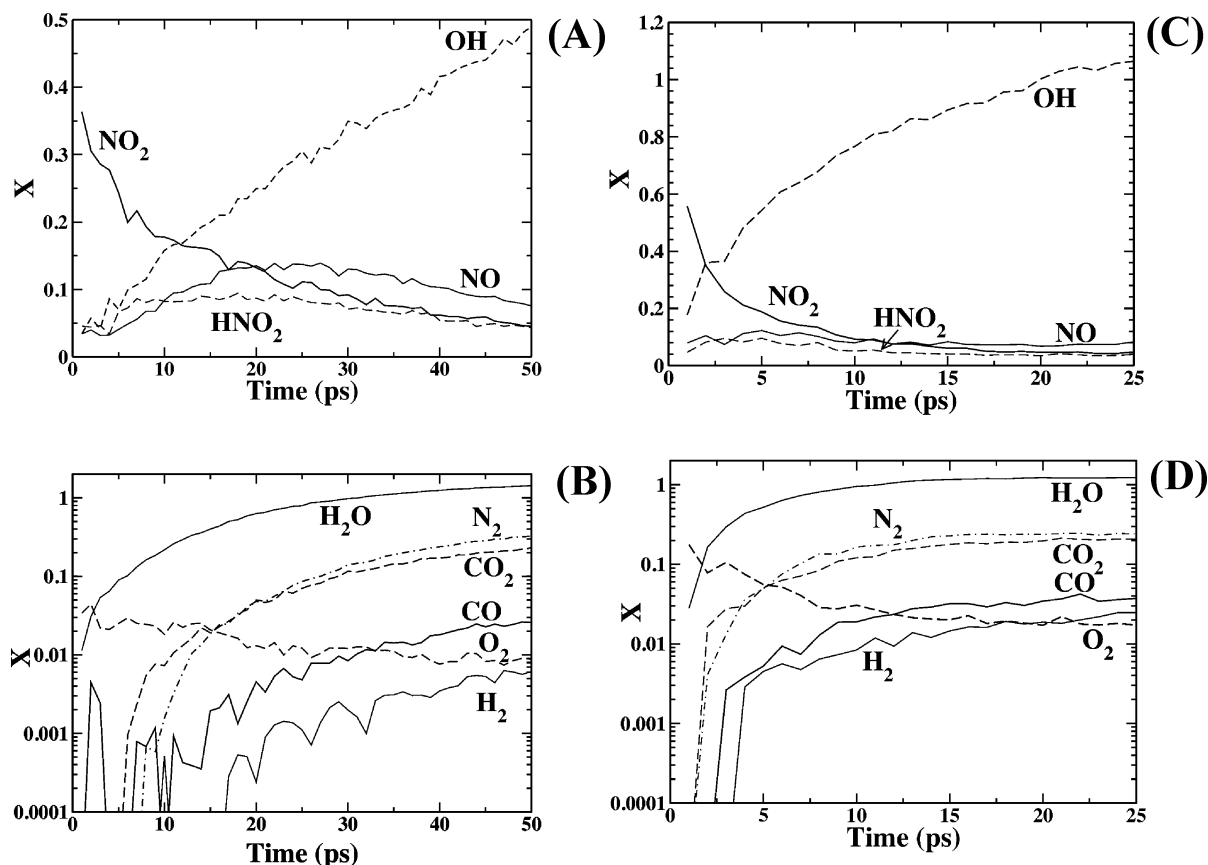 (A)
0.5
0.4
0.3
0.2
0.1
0
X
OH
NO2
NO
HNO2
0 10 20 30 40 50
Time (ps)
(C)
1.2
1
0.8
0.6
0.4
0.2
0
X
OH
NO2
HNO2
NO
0 5 10 15 20 25
Time (ps)
(B)
1
0.1
0.01
0.001
0.0001
X
H2O
N2
CO2
CO
O2
H2
0 10 20 30 40 50
Time (ps)
(D)
1
0.1
0.01
0.001
0.0001
X
H2O
N2
CO2
CO
H2
O2
0 5 10 15 20 25
Time (ps)